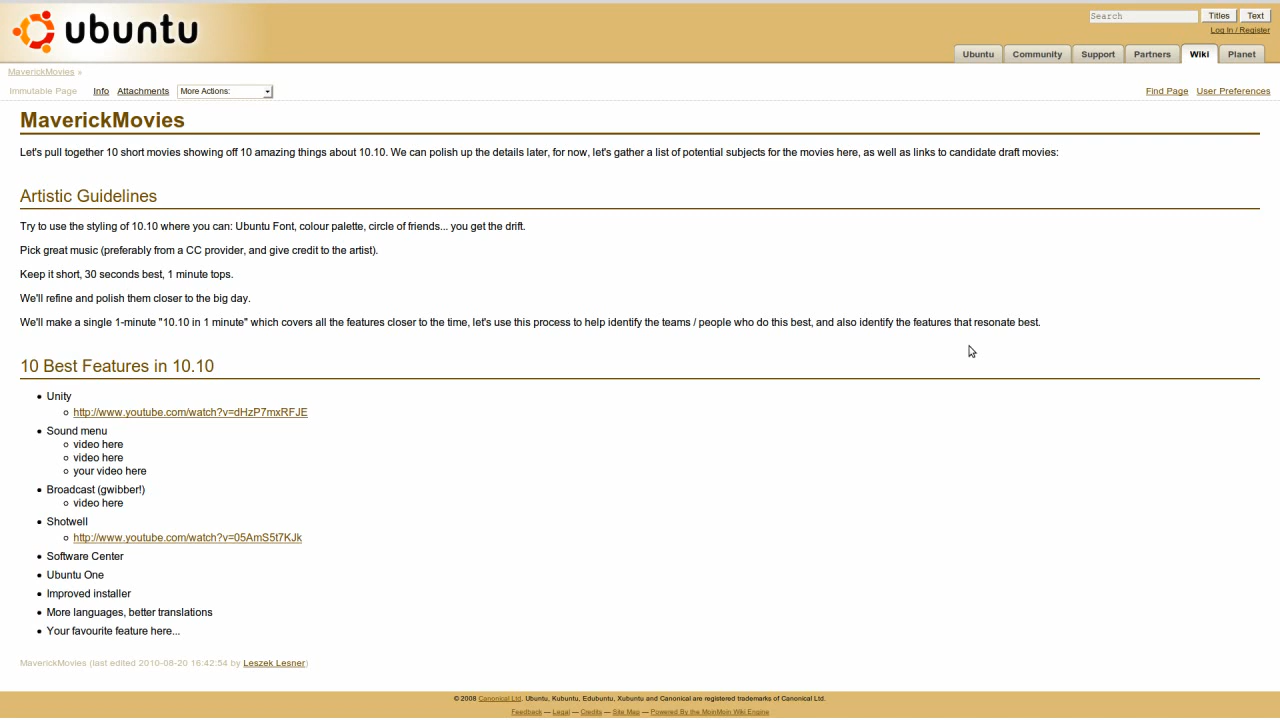 ubuntu
Search Titles Text
Log In / Register
Ubuntu Community Support Partners Wiki Planet
MaverickMovies »
Immutable Page Info Attachments More Actions: Find Page User Preferences
MaverickMovies
Let's pull together 10 short movies showing off 10 amazing things about 10.10. We can polish up the details later, for now, let's gather a list of potential subjects for the movies here, as well as links to candidate draft movies:
Artistic Guidelines
Try to use the styling of 10.10 where you can: Ubuntu Font, colour palette, circle of friends... you get the drift.
Pick great music (preferably from a CC provider, and give credit to the artist).
Keep it short, 30 seconds best, 1 minute tops.
We'll refine and polish them closer to the big day.
We'll make a single 1-minute "10.10 in 1 minute" which covers all the features closer to the time, let's use this process to help identify the teams / people who do this best, and also identify the features that resonate best.
10 Best Features in 10.10
Unity
http://www.youtube.com/watch?v=dHzP7mxRFJE
Sound menu
video here
video here
your video here
Broadcast (gwibber!)
video here
Shotwell
http://www.youtube.com/watch?v=05AmS5t7KJk
Software Center
Ubuntu One
Improved installer
More languages, better translations
Your favourite feature here...
MaverickMovies (last edited 2010-08-20 16:42:54 by Leszek Lesner)
© 2008 Canonical Ltd. Ubuntu, Kubuntu, Edubuntu, Xubuntu and Canonical are registered trademarks of Canonical Ltd.
Feedback — Legal — Credits — Site Map — Powered By the MoinMoin Wiki Engine